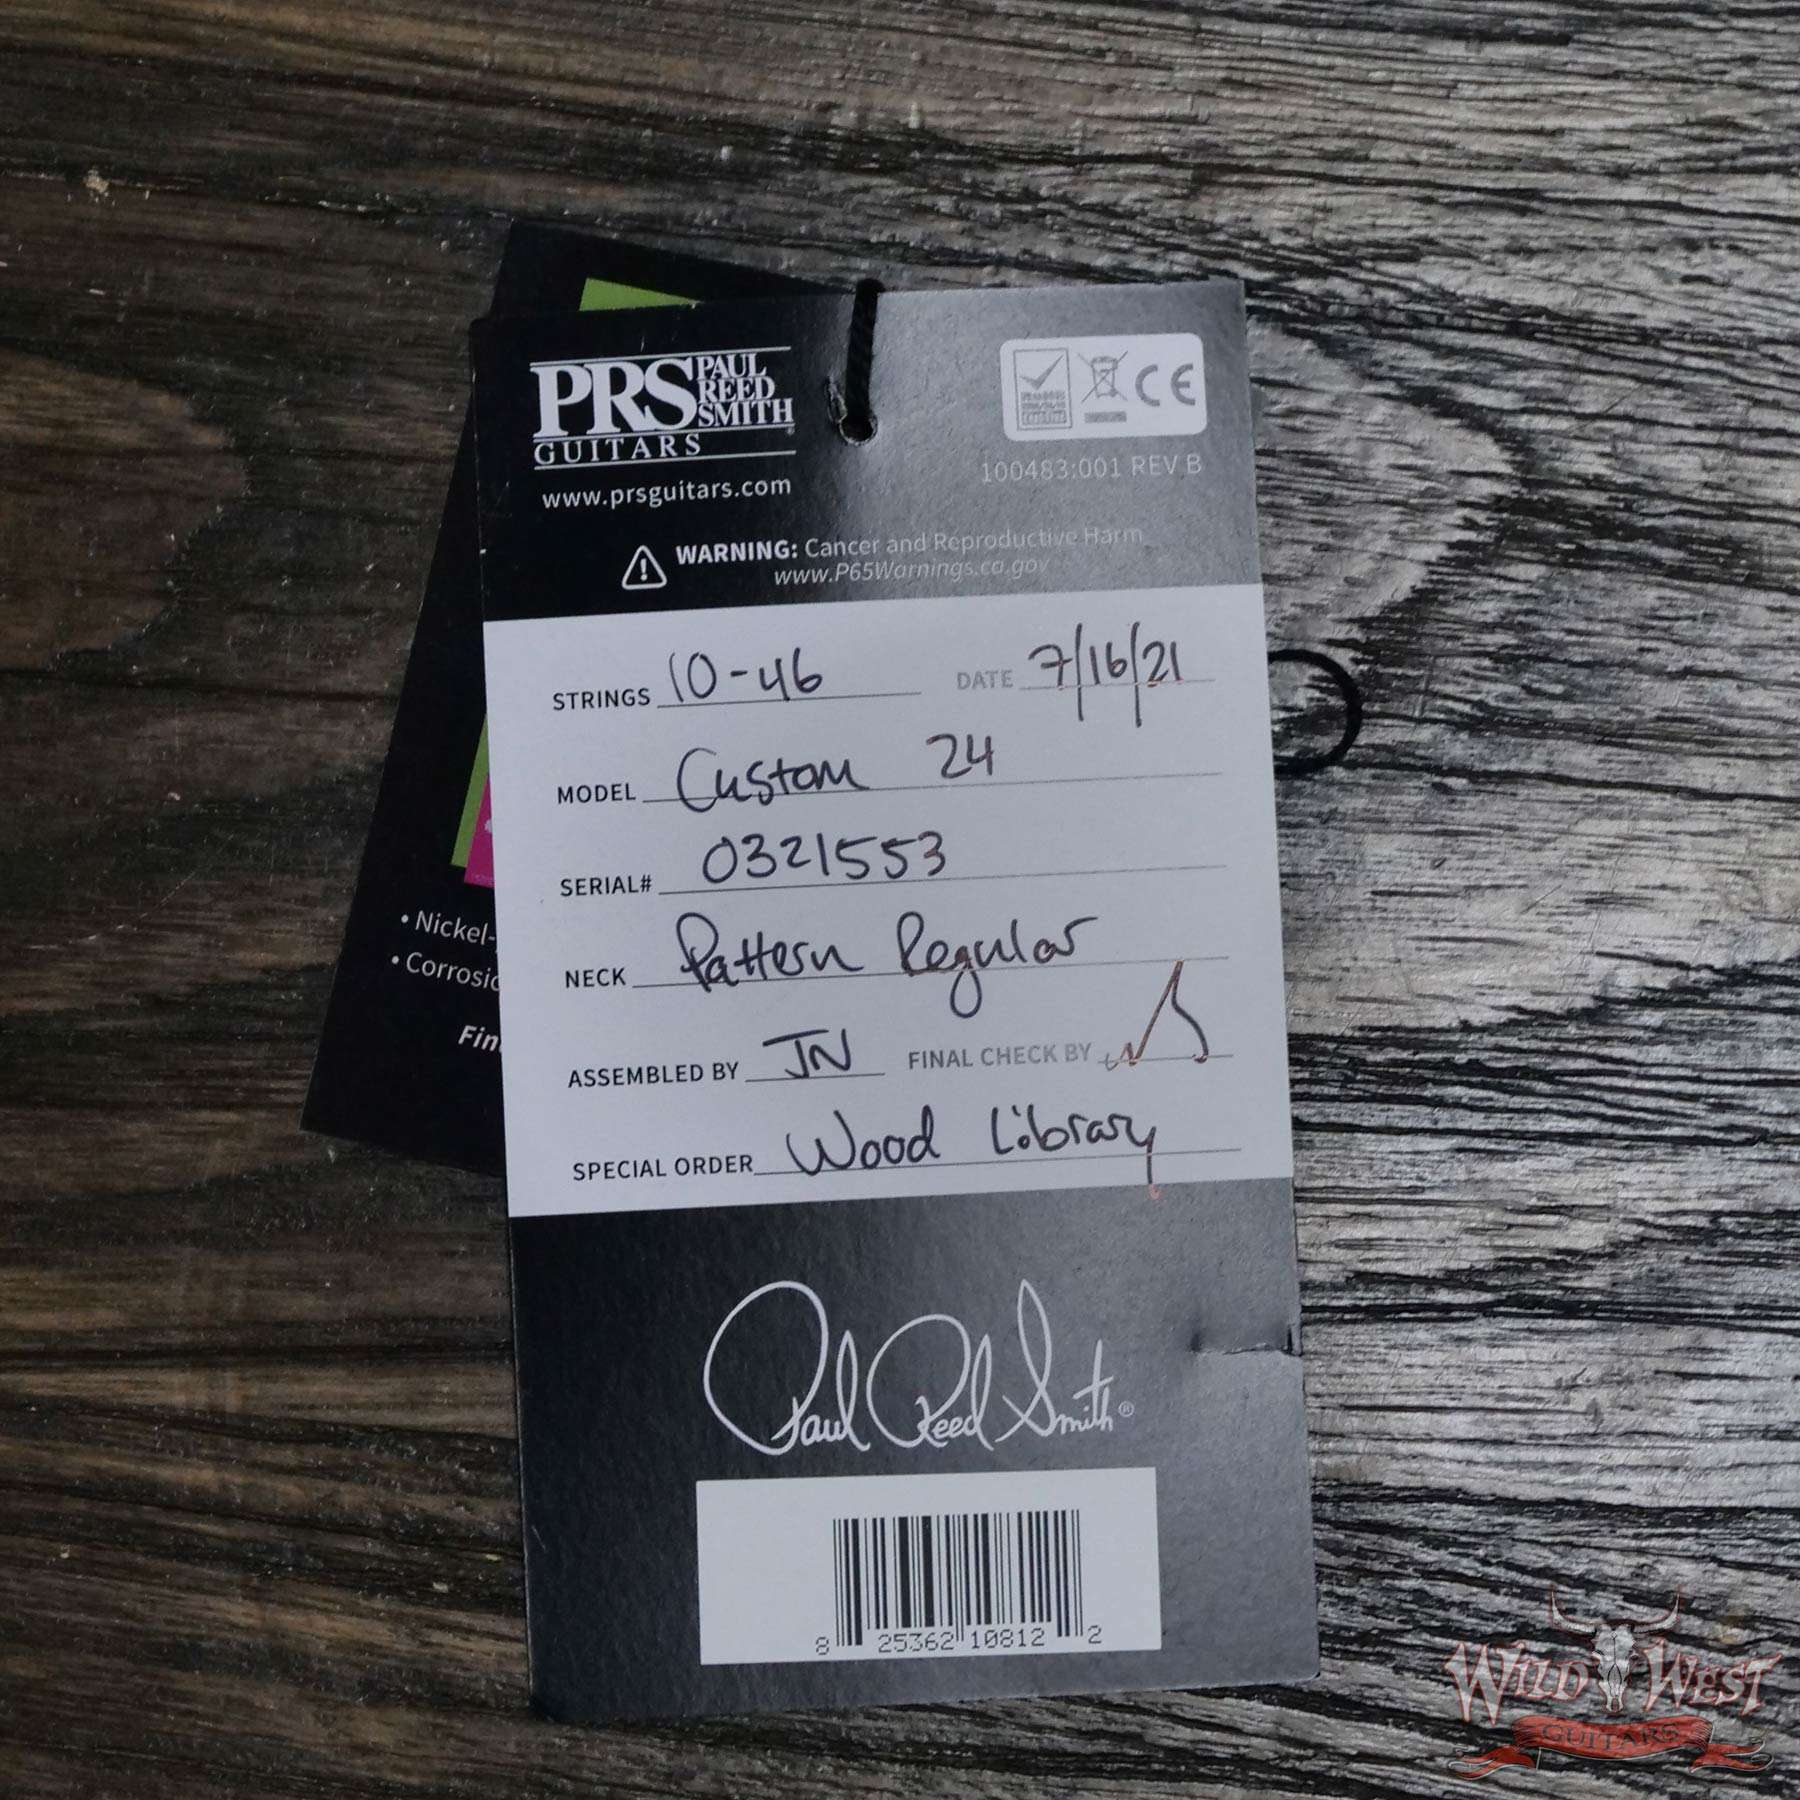 PRS PAUL REED SMITH
GUITARS
www.prsguitars.com
CE
100483:001 REV B
WARNING: Cancer and Reproductive Harm
www.P65Warnings.ca.gov
STRINGS 10-46 DATE 7/16/21
MODEL Custom 24
SERIAL# 0321553
NECK Pattern Regular
ASSEMBLED BY JN FINAL CHECK BY
SPECIAL ORDER Wood Library
Paul Reed Smith®
8 25362 10812 2
• Nickel-
• Corrosio
Fin
WILD WEST
GUITARS